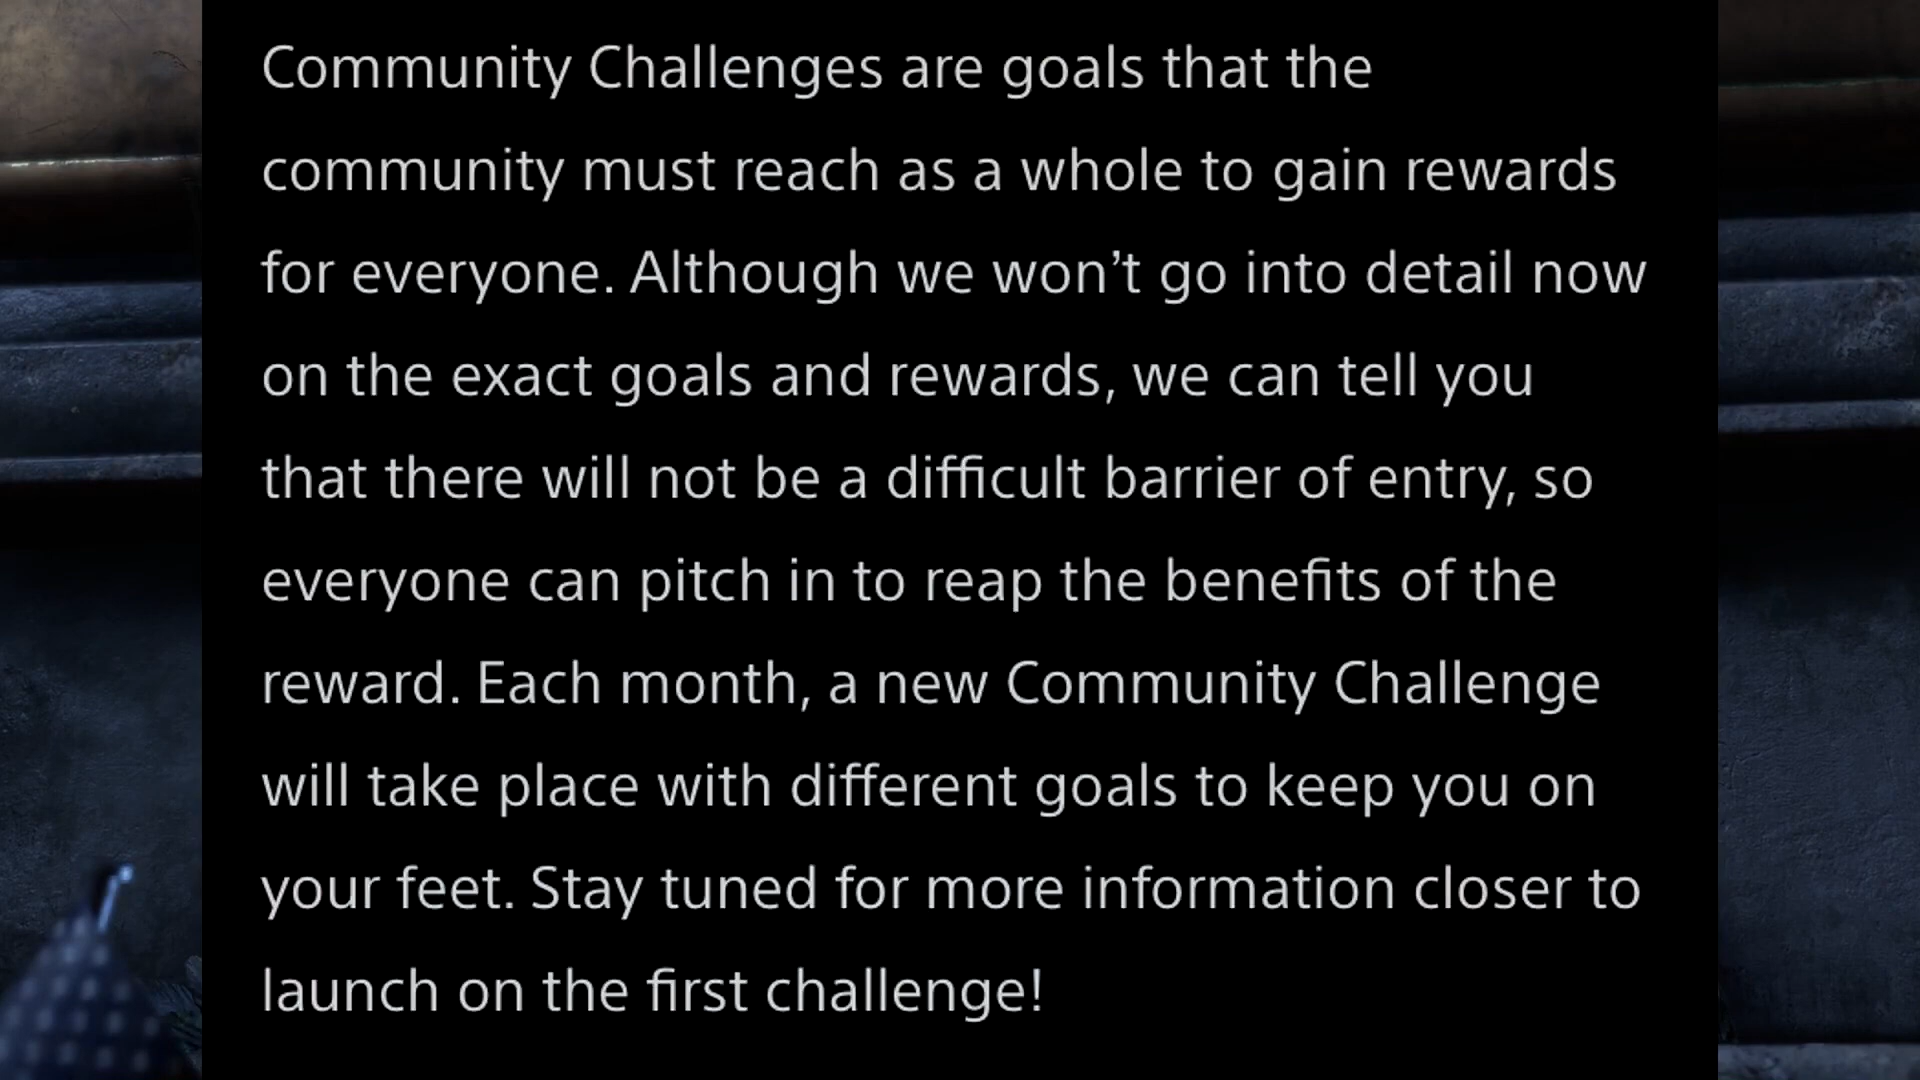 Community Challenges are goals that the
community must reach as a whole to gain rewards
for everyone. Although we won’t go into detail now
on the exact goals and rewards, we can tell you
that there will not be a difficult barrier of entry, so
everyone can pitch in to reap the benefits of the
reward. Each month, a new Community Challenge
will take place with different goals to keep you on
your feet. Stay tuned for more information closer to
launch on the first challenge!